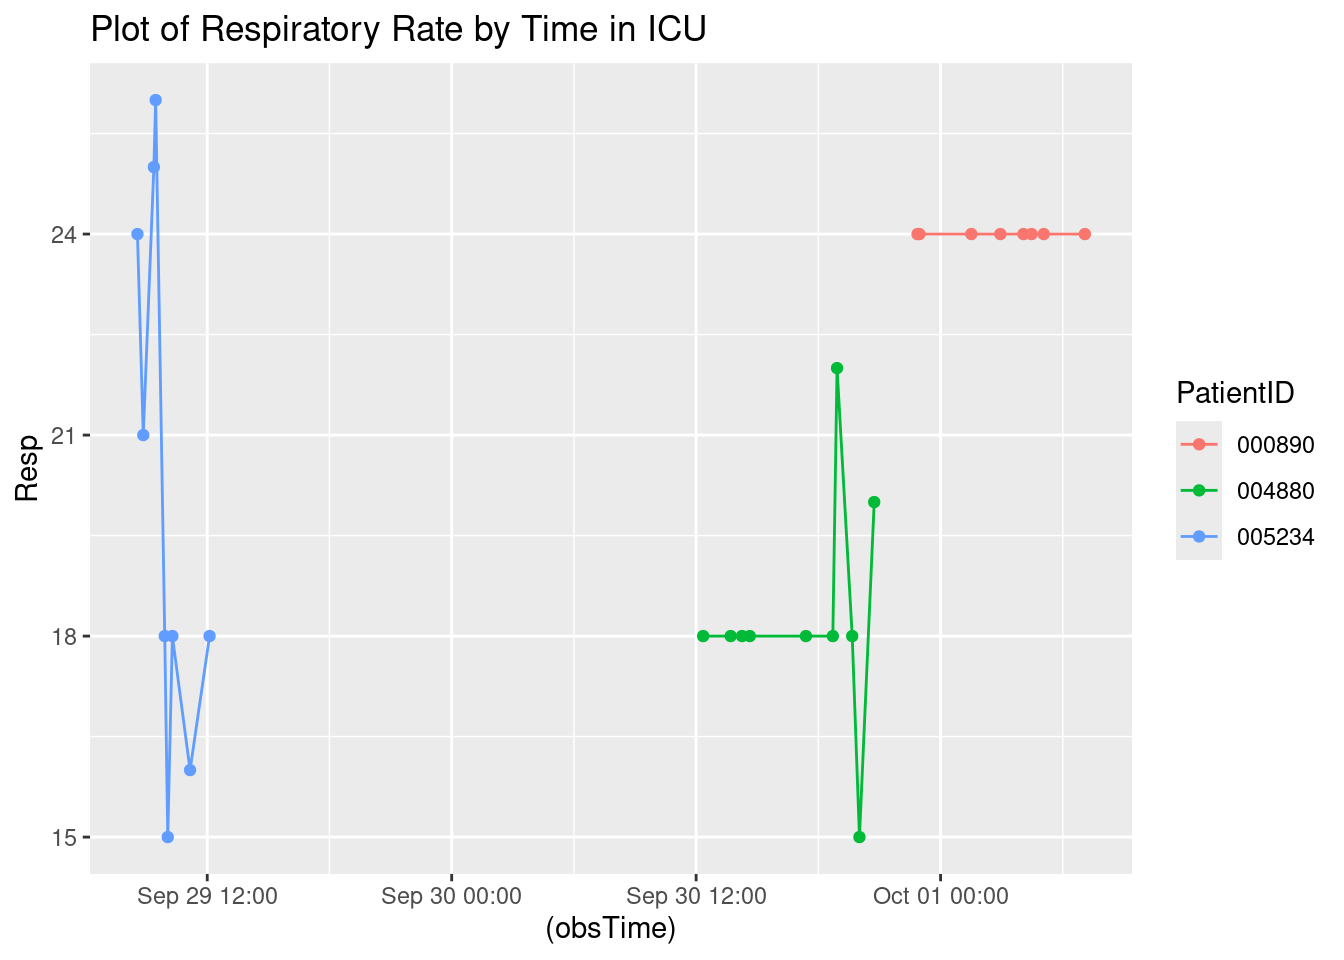 Plot of Respiratory Rate by Time in ICU
Resp
24
21
18
15
Sep 29 12:00
Sep 30 00:00
Sep 30 12:00
Oct 01 00:00
(obsTime)
PatientID
000890
004880
005234